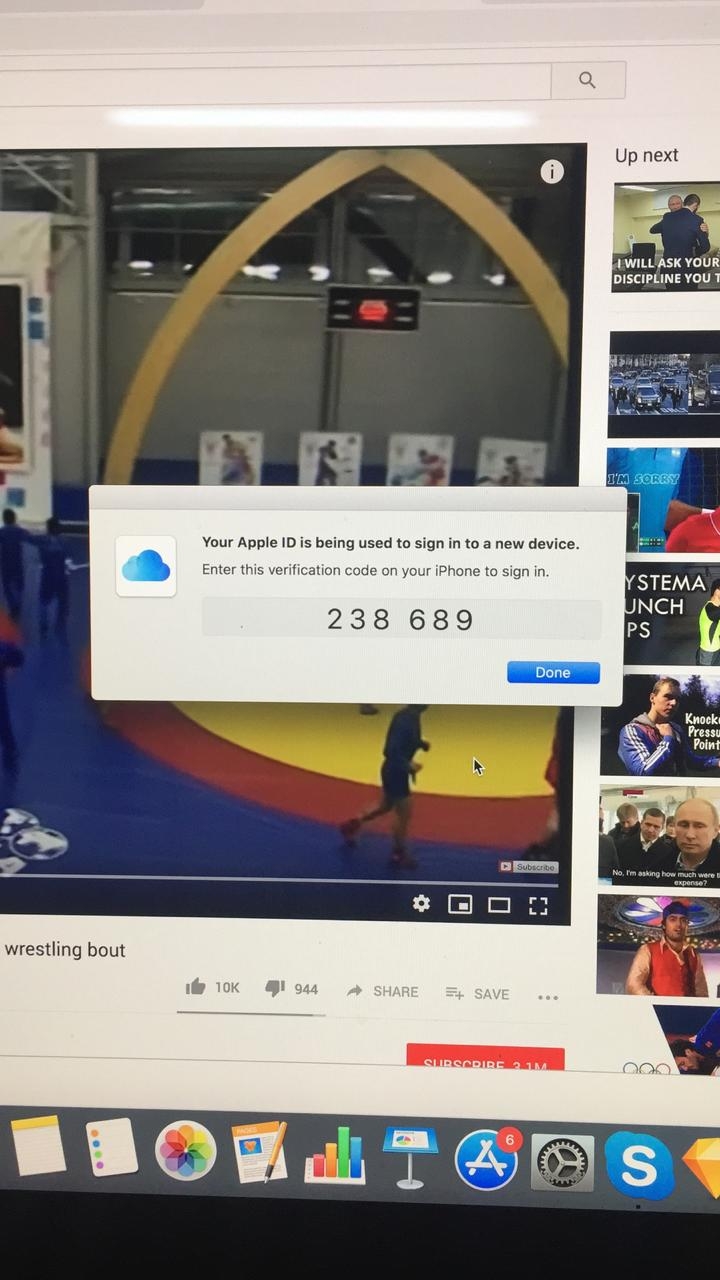 Up next
I WILL ASK YOUR
DISCIPLINE YOU T
I'M SORRY
Your Apple ID is being used to sign in to a new device.
Enter this verification code on your iPhone to sign in.
238 689
Done
YSTEMA
UNCH
PS
Knocko
Pressu
Point
Subscribe
No, I'm asking how much were t
expense?
wrestling bout
10K
944
SHARE
SAVE
SUBSCRIBE 3.1M
PAGES
6
S